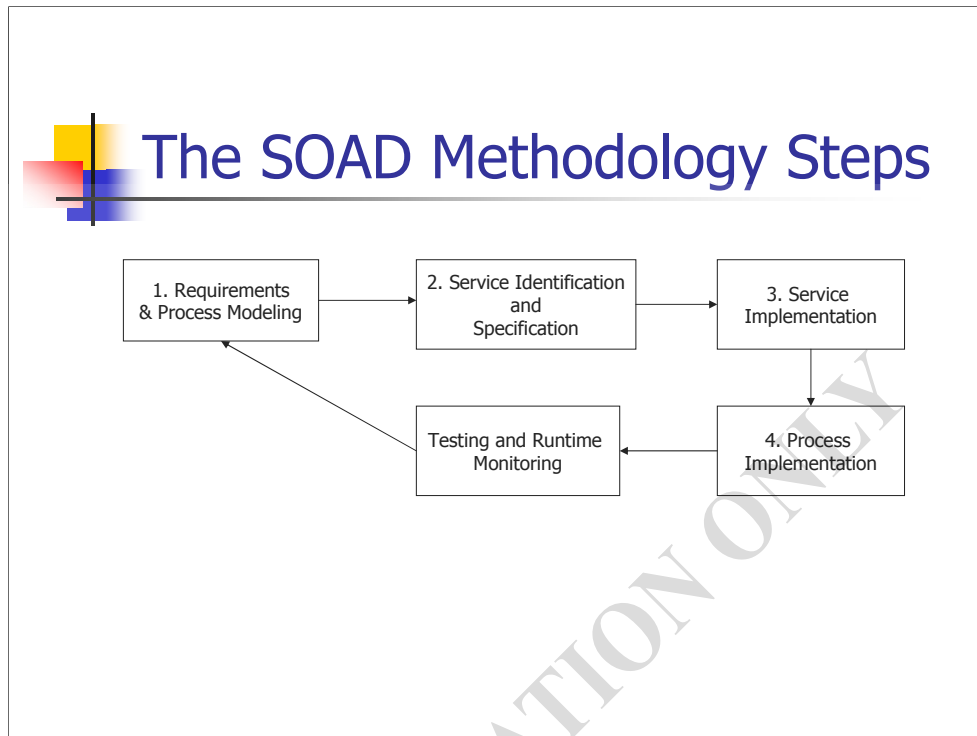 The SOAD Methodology Steps
1. Requirements
& Process Modeling
2. Service Identification
and
Specification
3. Service
Implementation
Testing and Runtime
Monitoring
4. Process
Implementation
ATION ONLY